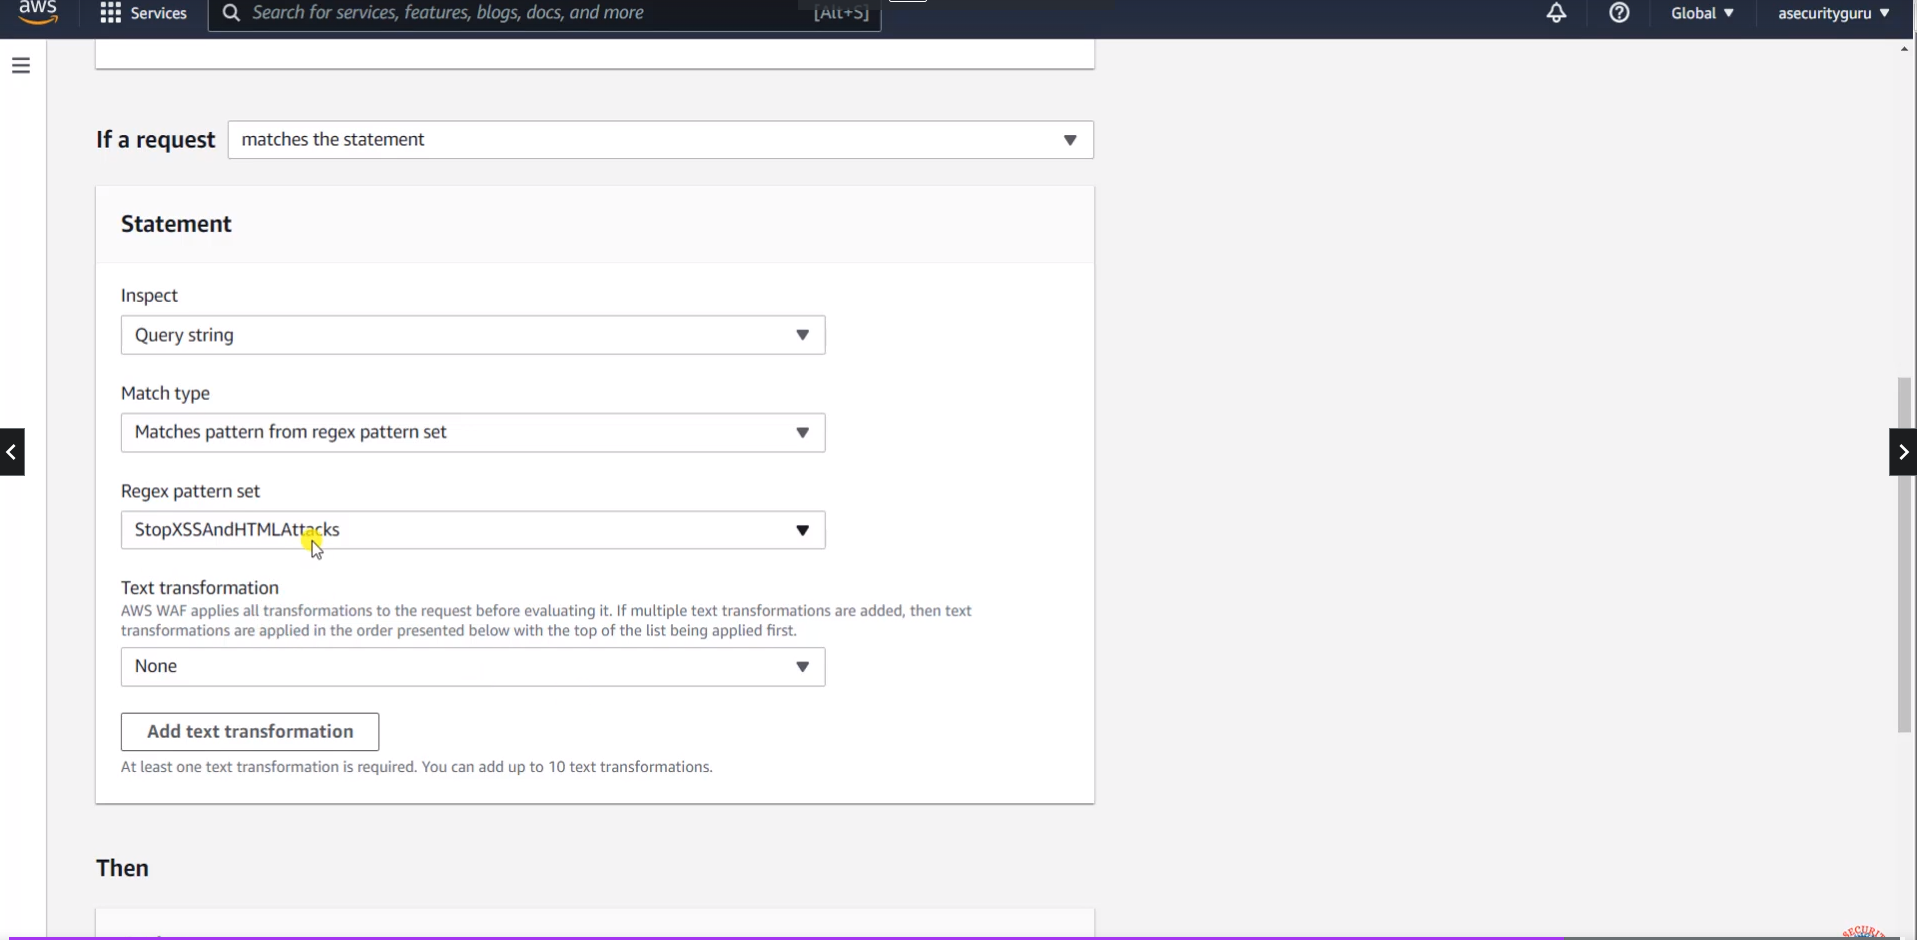 aws
Services
Search for services, features, blogs, docs, and more
[Alt+S]
Global
asecurityguru
If a request
matches the statement
Statement
Inspect
Query string
Match type
Matches pattern from regex pattern set
Regex pattern set
StopXSSAndHTMLAttacks
Text transformation
AWS WAF applies all transformations to the request before evaluating it. If multiple text transformations are added, then text
transformations are applied in the order presented below with the top of the list being applied first.
None
Add text transformation
At least one text transformation is required. You can add up to 10 text transformations.
Then